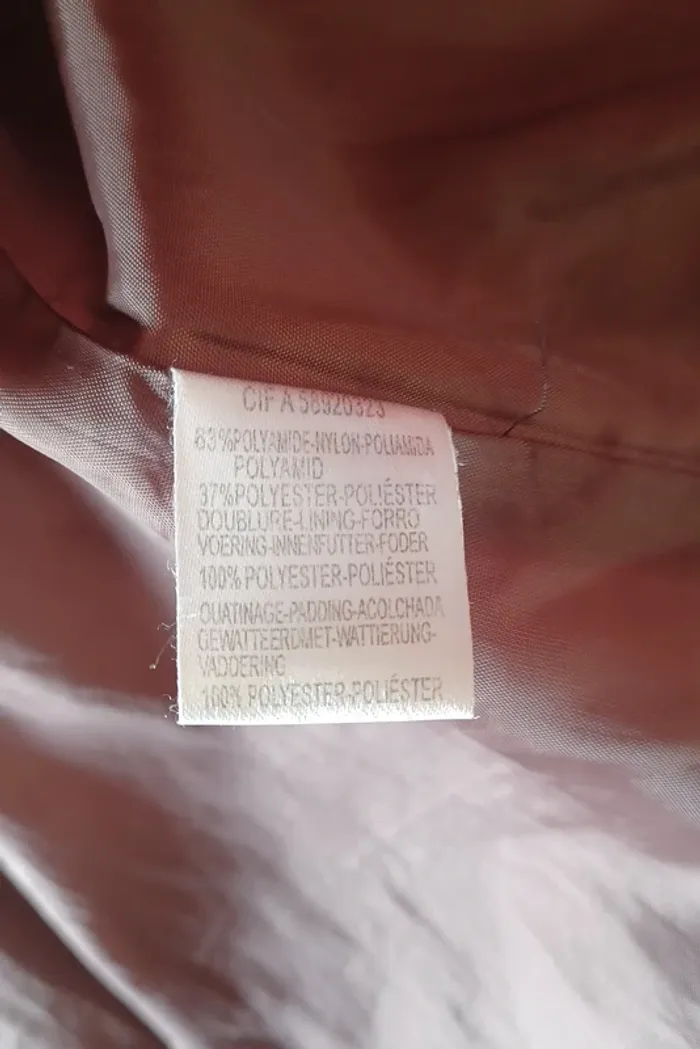 CIF A 58920323
63%POLYAMIDE-NYLON-POLIAMIDA
POLYAMID
37%POLYESTER-POLIÉSTER
DOUBLURE-LINING-FORRO
VOERING-INNENFUTTER-FODER
100% POLYESTER-POLIÉSTER
OUATINAGE-PADDING-ACOLCHADA
GEWATTEERDMET-WATTIERUNG-
VADDERING
100% POLYESTER-POLIÉSTER